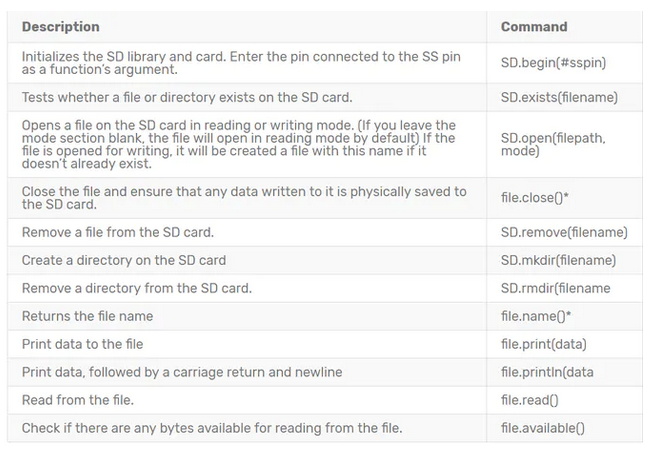 Description Command
Initializes the SD library and card. Enter the pin connected to the SS pin
as a function's argument.
SD.begin(#sspin)
Tests whether a file or directory exists on the SD card. SD.exists(filename)
Opens a file on the SD card in reading or writing mode. (If you leave the
mode section blank, the file will open in reading mode by default) If the
file is opened for writing, it will be created a file with this name if it
doesn't already exist.
SD.open(filepath,
mode)
Close the file and ensure that any data written to it is physically saved to
the SD card.
file.close()*
Remove a file from the SD card. SD.remove(filename)
Create a directory on the SD card SD.mkdir(filename)
Remove a directory from the SD card. SD.rmdir(filename
Returns the file name file.name()*
Print data to the file file.print(data)
Print data, followed by a carriage return and newline file.println(data
Read from the file. file.read()
Check if there are any bytes available for reading from the file. file.available()